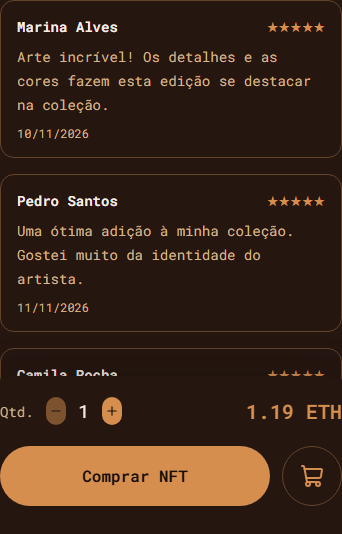 Marina Alves ★★★★★
Arte incrível! Os detalhes e as
cores fazem esta edição se destacar
na coleção.
10/11/2026
Pedro Santos ★★★★★
Uma ótima adição à minha coleção.
Gostei muito da identidade do
artista.
11/11/2026
Camila Rocha ★★★★★
Qtd. − 1 + 1.19 ETH
Comprar NFT